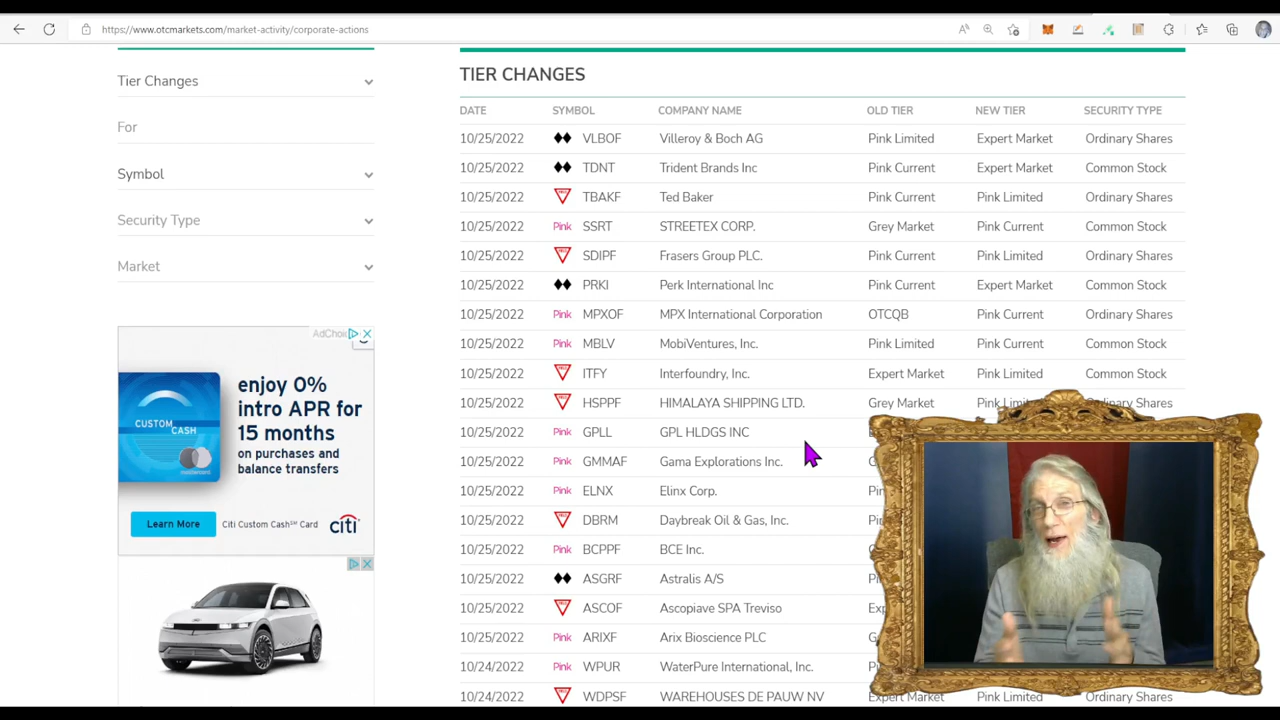 https://www.otcmarkets.com/market-activity/corporate-actions
Tier Changes
For
Symbol
Security Type
Market
AdChoic
enjoy 0%
intro APR for
15 months
on purchases and
balance transfers
CUSTOM
CASH
mastercard
Learn More Citi Custom Cash℠ Card citi
TIER CHANGES
DATE SYMBOL COMPANY NAME OLD TIER NEW TIER SECURITY TYPE
10/25/2022 VLBOF Villeroy & Boch AG Pink Limited Expert Market Ordinary Shares
10/25/2022 TDNT Trident Brands Inc Pink Current Expert Market Common Stock
10/25/2022 TBAKF Ted Baker Pink Current Pink Limited Ordinary Shares
10/25/2022 Pink SSRT STREETEX CORP. Grey Market Pink Current Common Stock
10/25/2022 SDIPF Frasers Group PLC. Pink Current Pink Limited Ordinary Shares
10/25/2022 PRKI Perk International Inc Pink Current Expert Market Common Stock
10/25/2022 Pink MPXOF MPX International Corporation OTCQB Pink Current Ordinary Shares
10/25/2022 Pink MBLV MobiVentures, Inc. Pink Limited Pink Current Common Stock
10/25/2022 ITFY Interfoundry, Inc. Expert Market Pink Limited Common Stock
10/25/2022 HSPPF HIMALAYA SHIPPING LTD. Grey Market Pink Shares
10/25/2022 Pink GPLL GPL HLDGS INC
10/25/2022 Pink GMMAF Gama Explorations Inc.
10/25/2022 Pink ELNX Elinx Corp.
10/25/2022 DBRM Daybreak Oil & Gas, Inc.
10/25/2022 Pink BCPPF BCE Inc.
10/25/2022 ASGRF Astralis A/S
10/25/2022 ASCOF Ascopiave SPA Treviso
10/25/2022 Pink ARIXF Arix Bioscience PLC
10/24/2022 Pink WPUR WaterPure International, Inc.
10/24/2022 WDPSF WAREHOUSES DE PAUW NV Expert Market Pink Limited Ordinary Shares